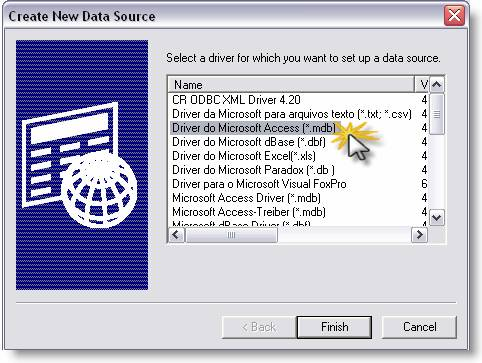 Create New Data Source
Select a driver for which you want to set up a data source.
Name V
CR ODBC XML Driver 4.20 4
Driver da Microsoft para arquivos texto (*.txt; *.csv) 4
Driver do Microsoft Access (*.mdb) 4
Driver do Microsoft dBase (*.dbf) 4
Driver do Microsoft Excel(*.xls) 4
Driver do Microsoft Paradox (*.db ) 4
Driver para o Microsoft Visual FoxPro 6
Microsoft Access Driver (*.mdb) 4
Microsoft Access-Treiber (*.mdb) 4
Microsoft dBase Driver (*.dbf) 4
< Back Finish Cancel